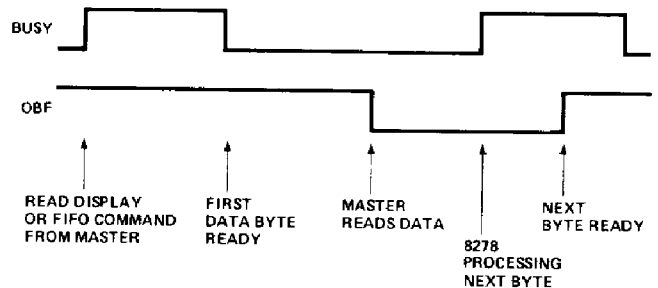 BUSY
OBF
READ DISPLAY
OR FIFO COMMAND
FROM MASTER
FIRST
DATA BYTE
READY
MASTER
READS DATA
8278
PROCESSING
NEXT BYTE
NEXT
BYTE READY